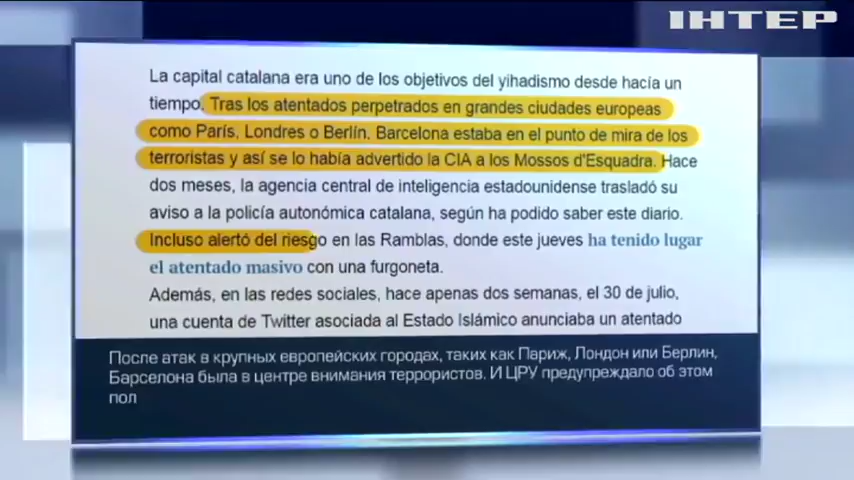 ІНТЕР
La capital catalana era uno de los objetivos del yihadismo desde hacía un
tiempo. Tras los atentados perpetrados en grandes ciudades europeas
como París, Londres o Berlín, Barcelona estaba en el punto de mira de los
terroristas y así se lo había advertido la CIA a los Mossos d'Esquadra. Hace
dos meses, la agencia central de inteligencia estadounidense trasladó su
aviso a la policía autonómica catalana, según ha podido saber este diario.
Incluso alertó del riesgo en las Ramblas, donde este jueves ha tenido lugar
el atentado masivo con una furgoneta.
Además, en las redes sociales, hace apenas dos semanas, el 30 de julio,
una cuenta de Twitter asociada al Estado Islámico anunciaba un atentado
После атак в крупных европейских городах, таких как Париж, Лондон или Берлин,
Барселона была в центре внимания террористов. И ЦРУ предупреждало об этом
пол